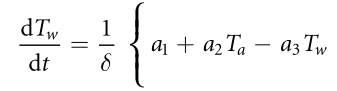 dT_w/dt = 1/δ { a_1 + a_2 T_a − a_3 T_w